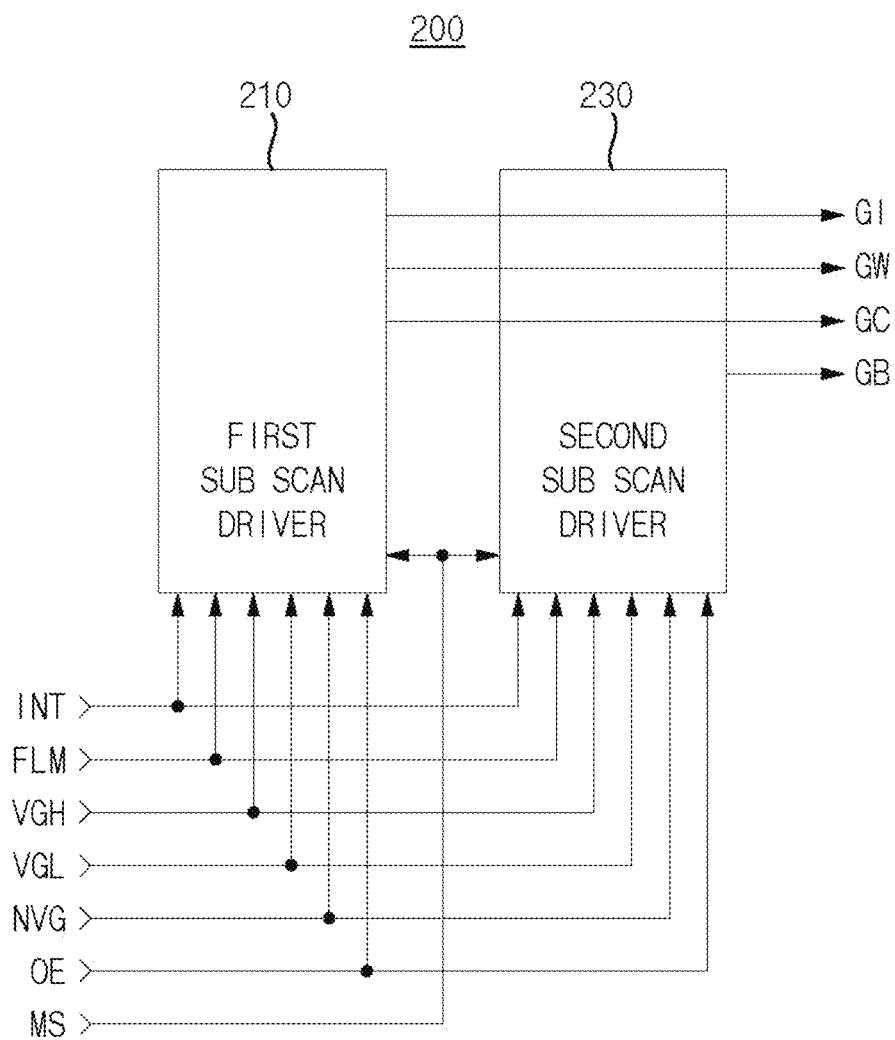 200
210
230
GI
GW
GC
GB
FIRST
SUB SCAN
DRIVER
SECOND
SUB SCAN
DRIVER
INT
FLM
VGH
VGL
NVG
OE
MS